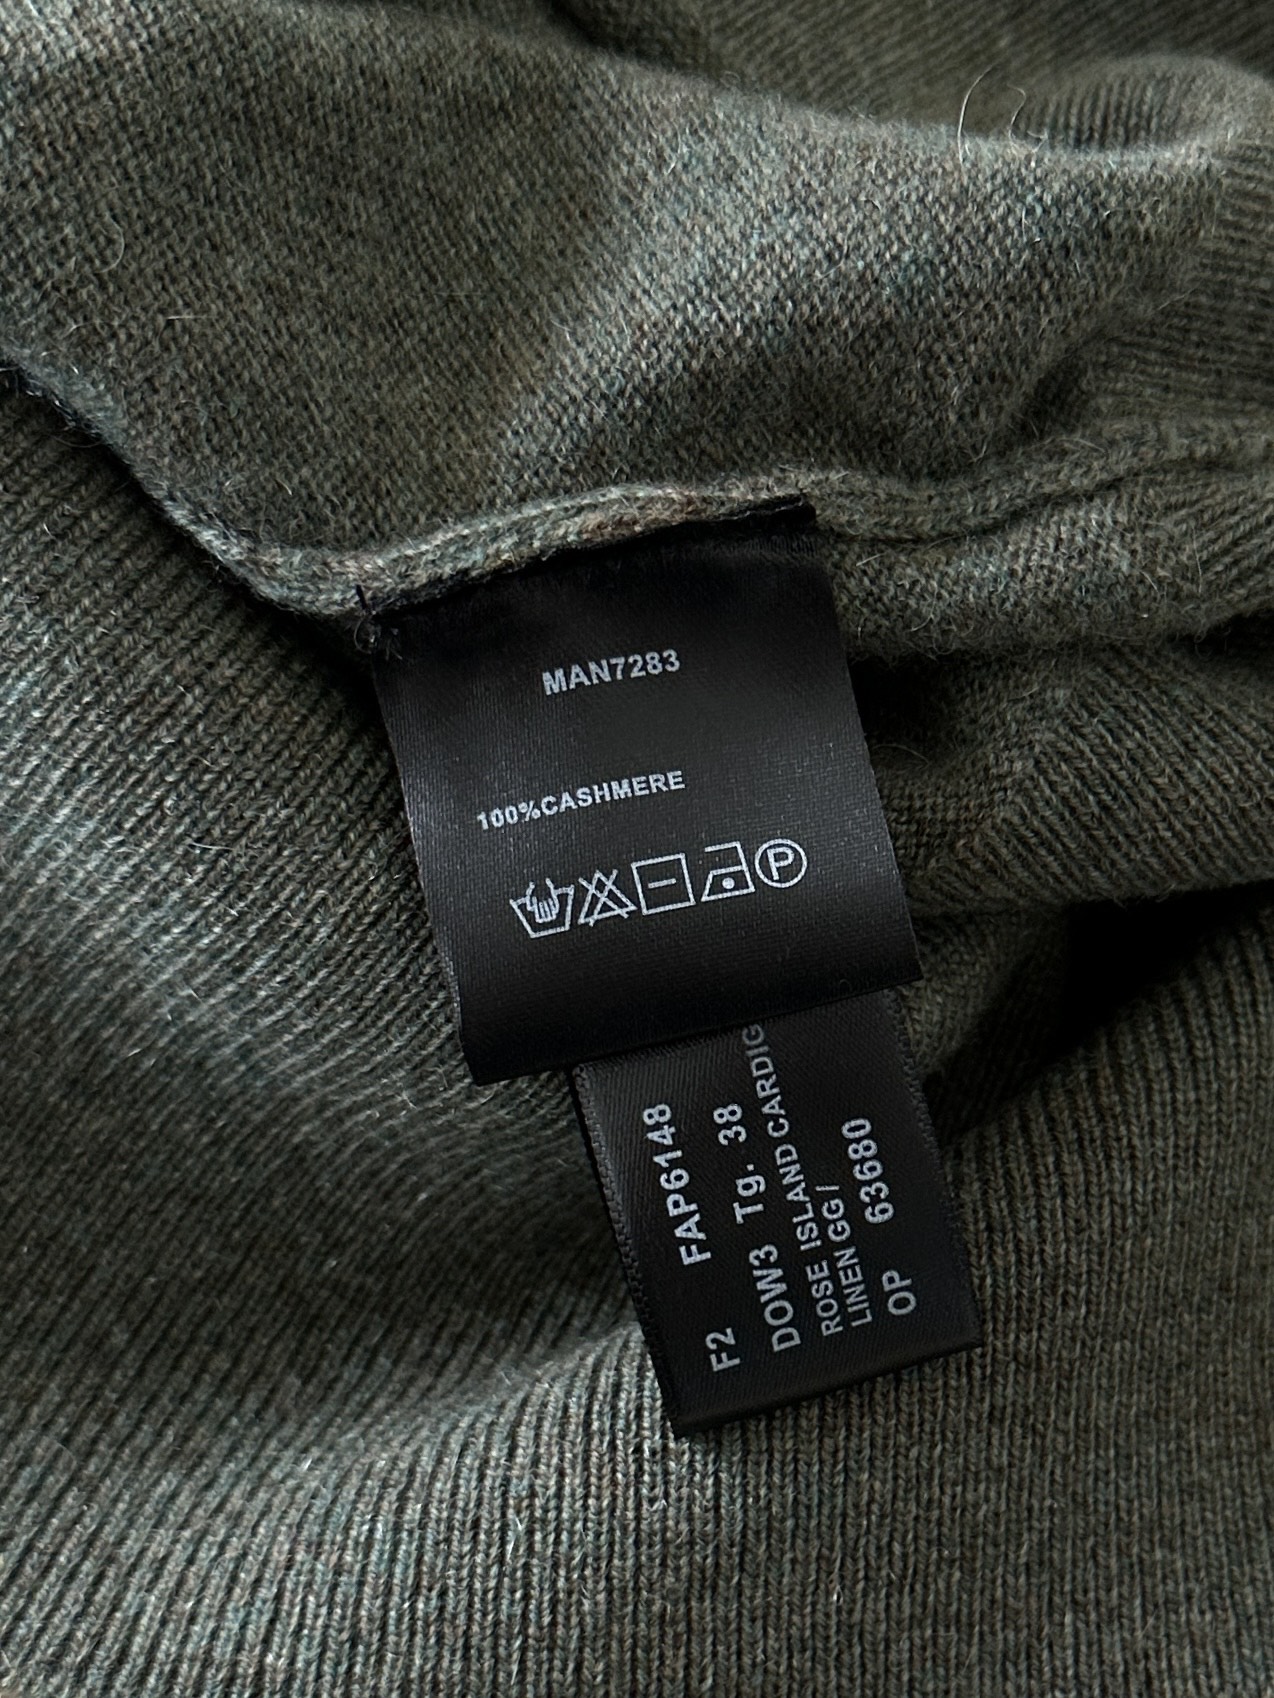 MAN7283
100%CASHMERE
P
FAP6148
F2
DOW3 Tg. 38
ISLAND CARDIG
ROSE
LINEN GG/
OP 63680